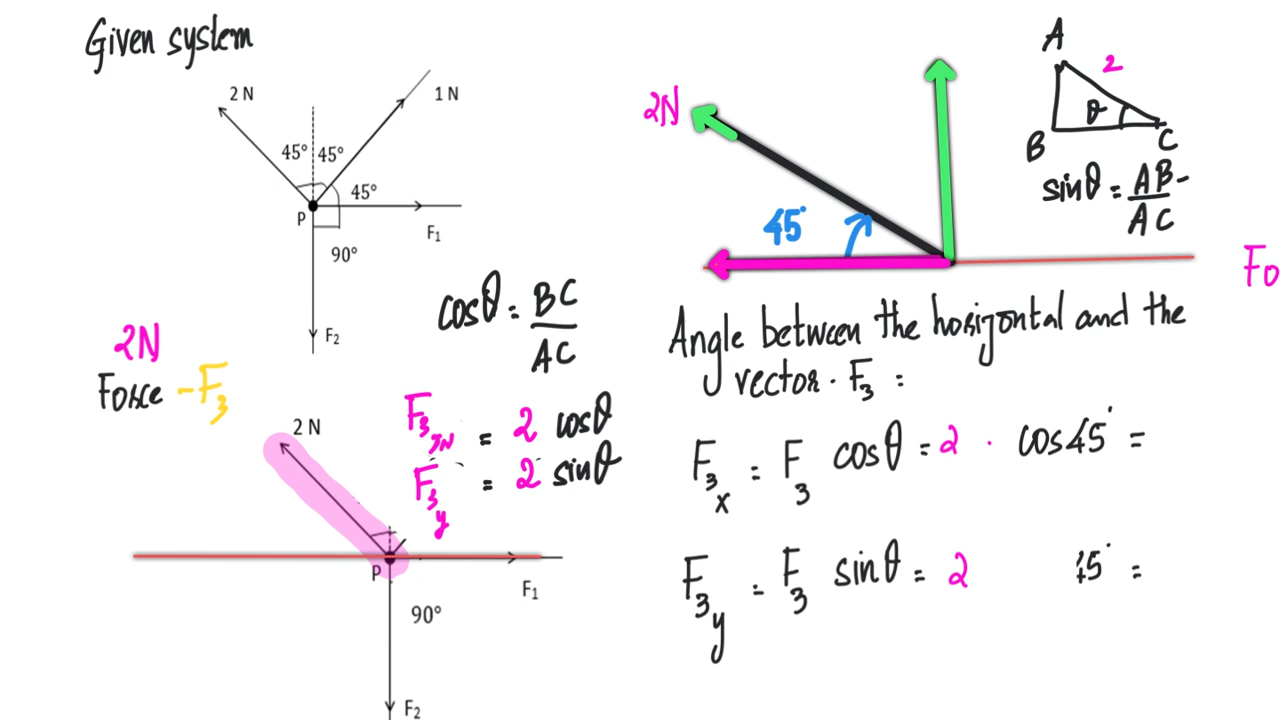 Given system
2 N
1 N
45° 45°
45°
P
F₁
90°
F₂
2N
Force - F₃
cosθ = BC
AC
2 N
F₃ = 2 cosθ
F₃y = 2 sinθ
P
F₁
90°
F₂
2N
45°
A
2
θ
B
C
sinθ = AB
AC
Fo
Angle between the horizontal and the
vector. F₃ :
F₃x = F₃ cosθ = 2 . cos45° =
F₃y = F₃ sinθ = 2 45° =